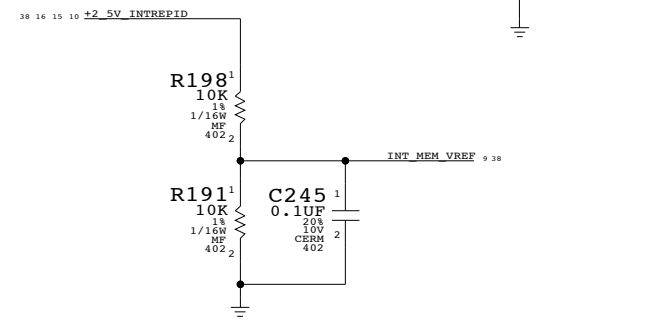 38 16 15 10 +2_5V_INTREPID
R198 1
10K
1%
1/16W
MF
402 2
INT_MEM_VREF 9 38
R191 1
10K
1%
1/16W
MF
402 2
C245 1
0.1UF
20%
10V
CERM
402
2